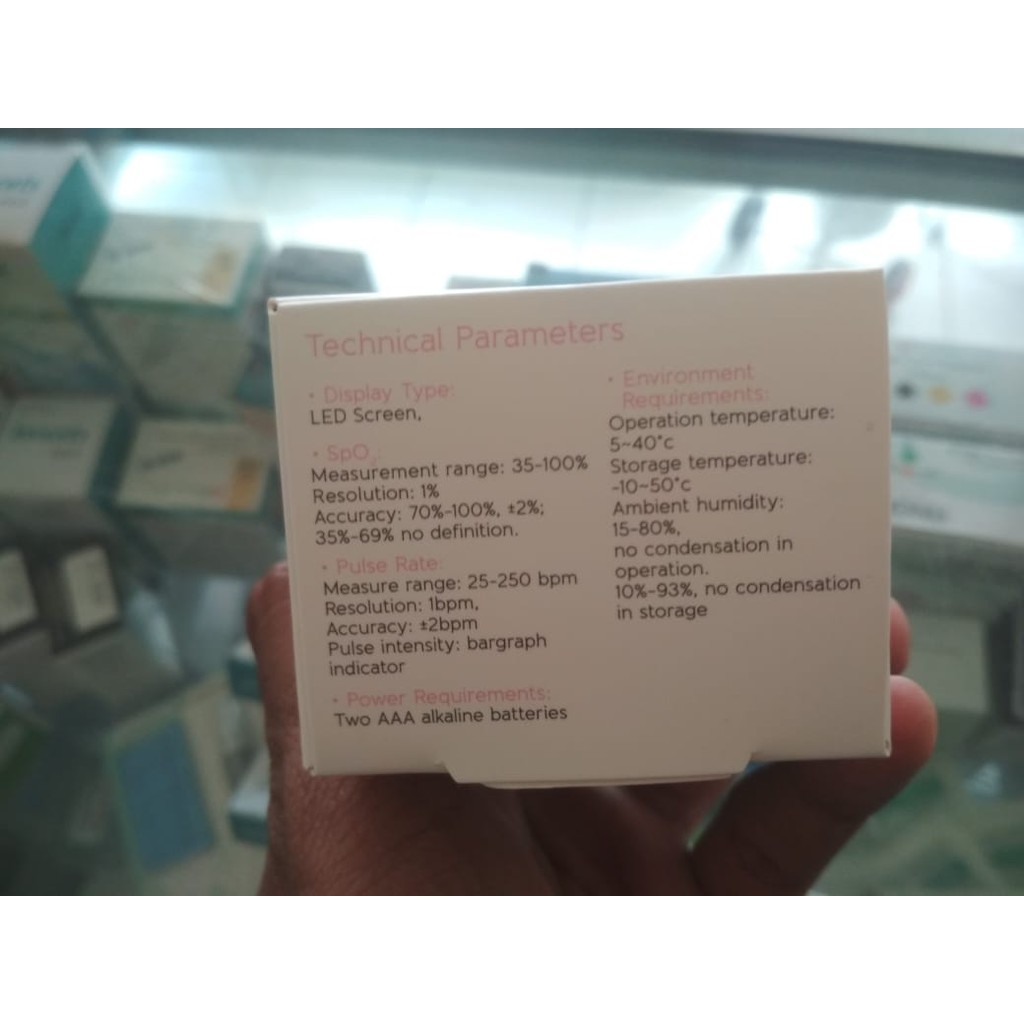 Technical Parameters
• Display Type:
LED Screen,
• SpO₂:
Measurement range: 35-100%
Resolution: 1%
Accuracy: 70%-100%, ±2%;
35%-69% no definition.
• Pulse Rate:
Measure range: 25-250 bpm
Resolution: 1bpm,
Accuracy: ±2bpm
Pulse intensity: bargraph
indicator
• Power Requirements:
Two AAA alkaline batteries
• Environment
Requirements:
Operation temperature:
5~40°c
Storage temperature:
-10~50°c
Ambient humidity:
15-80%,
no condensation in
operation.
10%-93%, no condensation
in storage